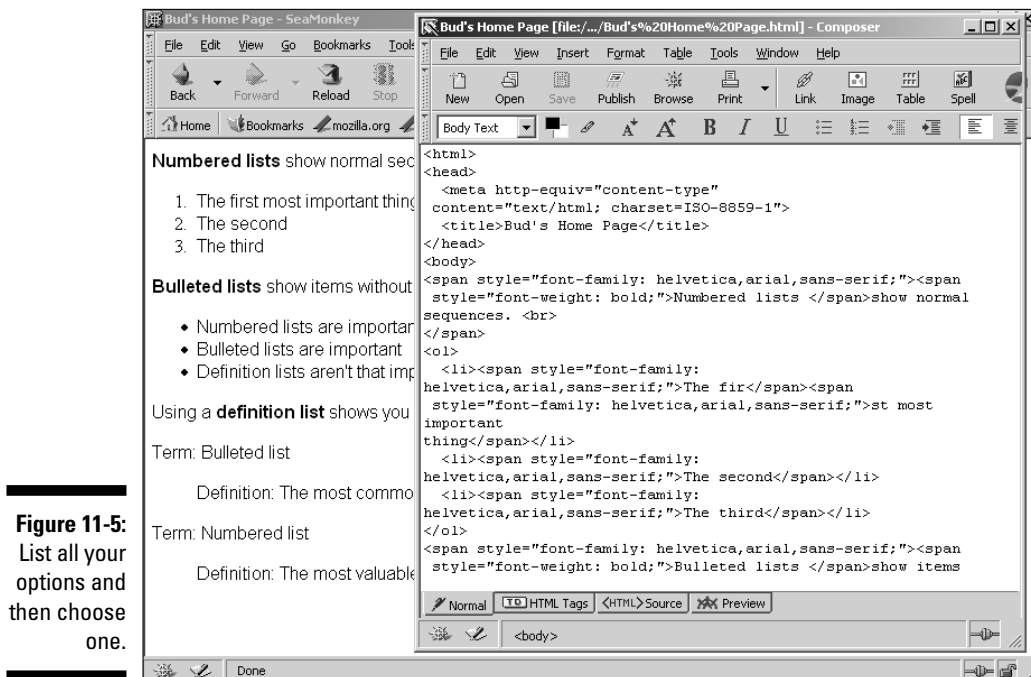 Bud's Home Page - SeaMonkey
File Edit View Go Bookmarks Tools
Back Forward Reload Stop
Home Bookmarks mozilla.org
Numbered lists show normal sec
1. The first most important thing
2. The second
3. The third
Bulleted lists show items without
Numbered lists are importan
Bulleted lists are important
Definition lists aren't that imp
Using a definition list shows you
Term: Bulleted list
Definition: The most commo
Term: Numbered list
Definition: The most valuable
Done
Bud's Home Page [file:/.../Bud's%20Home%20Page.html] - Composer
File Edit View Insert Format Table Tools Window Help
New Open Save Publish Browse Print Link Image Table Spell
Body Text A A B I U
<html>
<head>
<meta http-equiv="content-type"
content="text/html; charset=ISO-8859-1">
<title>Bud's Home Page</title>
</head>
<body>
<span style="font-family: helvetica,arial,sans-serif;"><span
style="font-weight: bold;">Numbered lists </span>show normal
sequences. <br>
</span>
<ol>
<li><span style="font-family:
helvetica,arial,sans-serif;">The fir</span><span
style="font-family: helvetica,arial,sans-serif;">st most
important
thing</span></li>
<li><span style="font-family:
helvetica,arial,sans-serif;">The second</span></li>
<li><span style="font-family:
helvetica,arial,sans-serif;">The third</span></li>
</ol>
<span style="font-family: helvetica,arial,sans-serif;"><span
style="font-weight: bold;">Bulleted lists </span>show items
Normal TD HTML Tags <HTML> Source Preview
<body>
Figure 11-5:
List all your
options and
then choose
one.